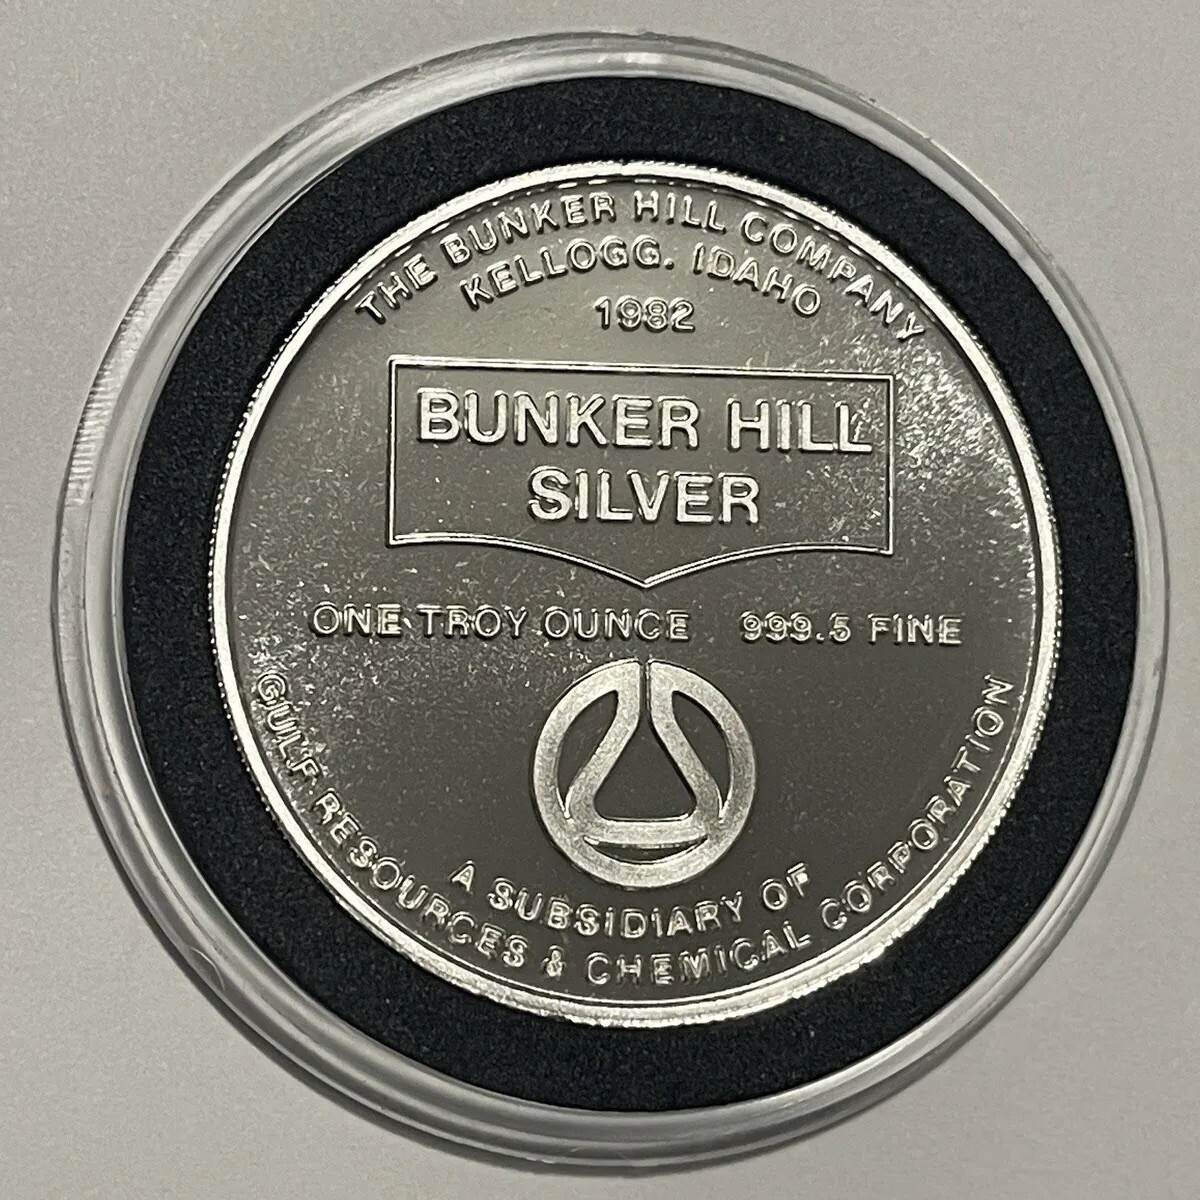 THE BUNKER HILL COMPANY
KELLOGG, IDAHO
1982
BUNKER HILL
SILVER
ONE TROY OUNCE 999.5 FINE
A SUBSIDIARY OF
GULF RESOURCES & CHEMICAL CORPORATION